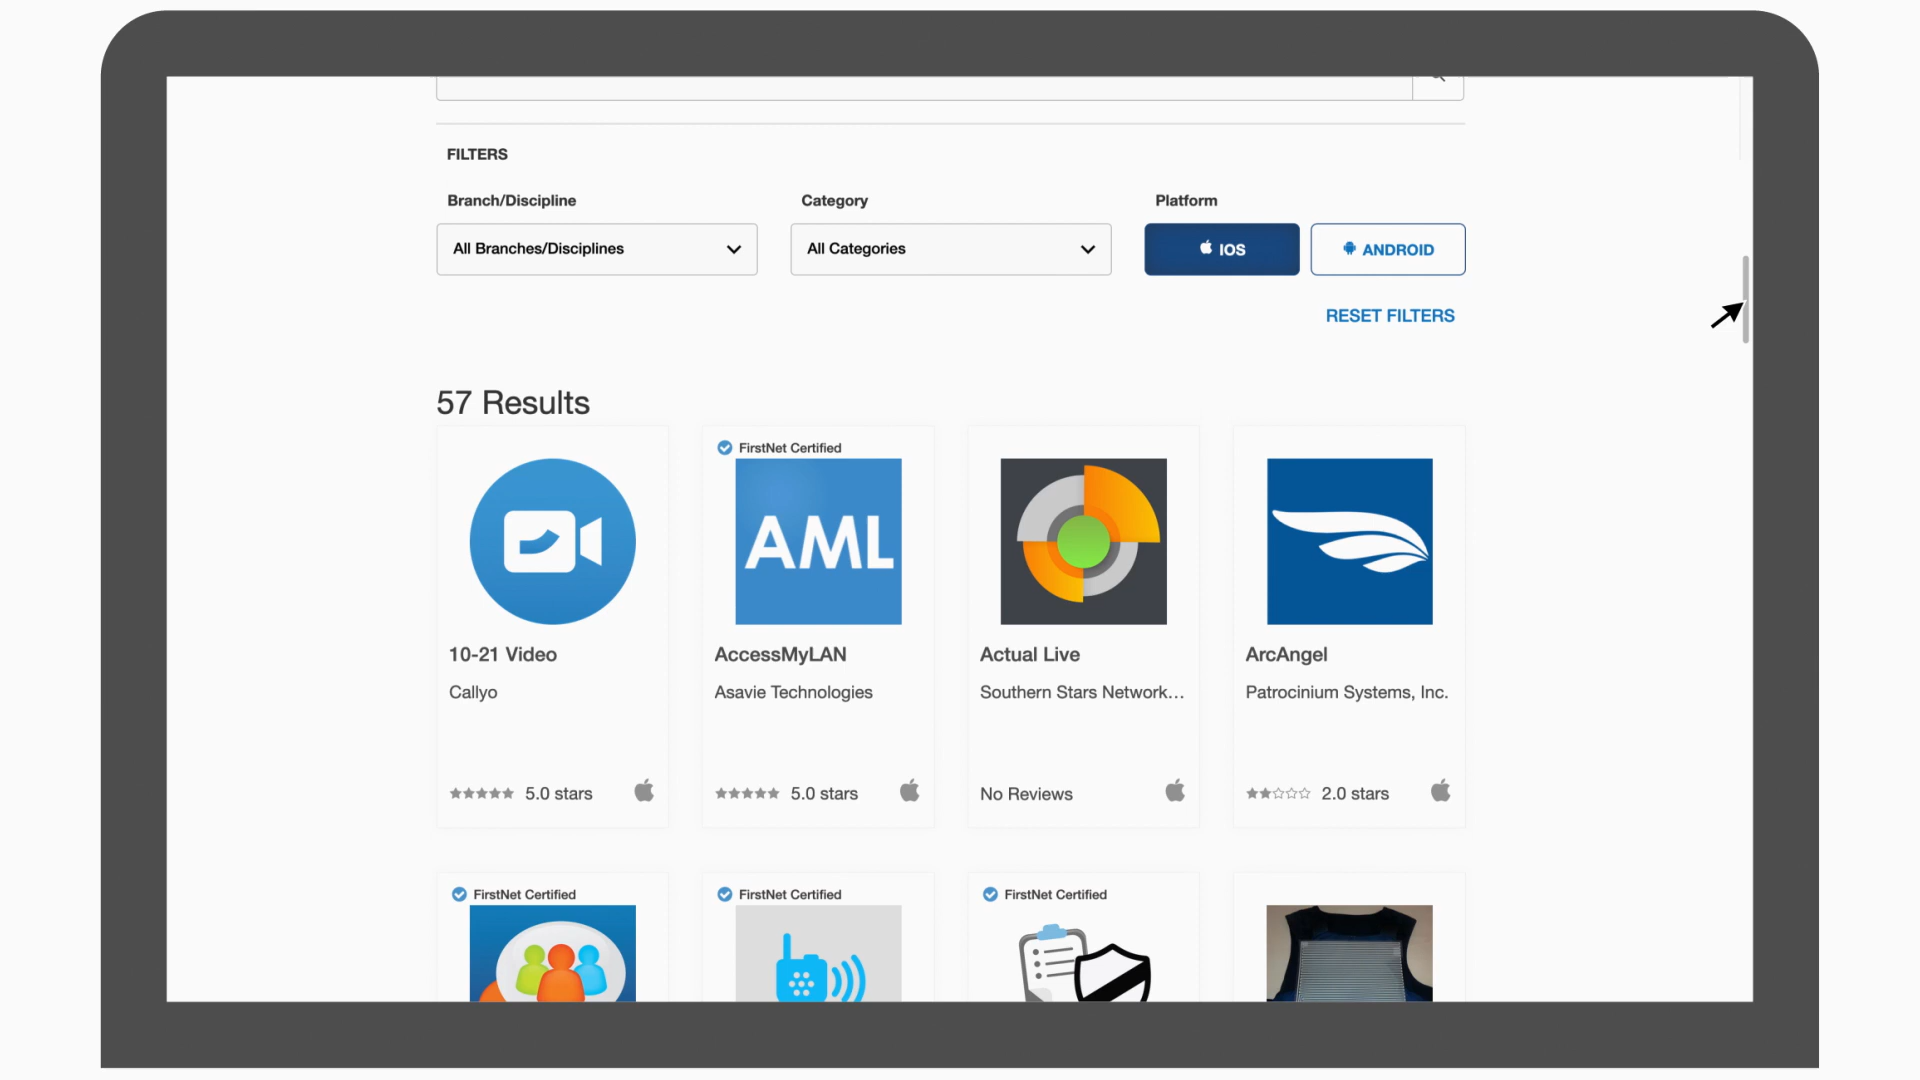 FILTERS
Branch/Discipline
Category
Platform
All Branches/Disciplines
All Categories
IOS
ANDROID
RESET FILTERS
57 Results
FirstNet Certified
AML
10-21 Video
AccessMyLAN
Actual Live
ArcAngel
Callyo
Asavie Technologies
Southern Stars Network...
Patrocinium Systems, Inc.
5.0 stars
5.0 stars
No Reviews
2.0 stars
FirstNet Certified
FirstNet Certified
FirstNet Certified